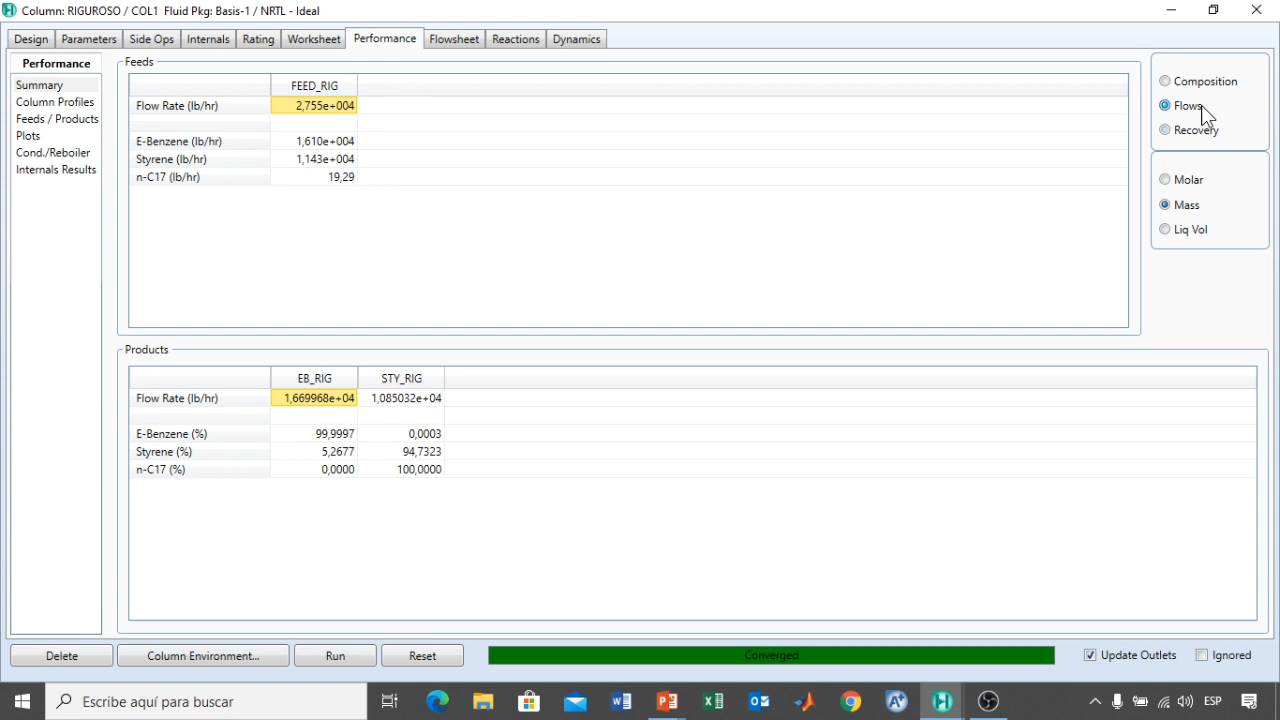 Column: RIGUROSO / COL1 Fluid Pkg: Basis-1 / NRTL - Ideal
Design Parameters Side Ops Internals Rating Worksheet Performance Flowsheet Reactions Dynamics
Performance
Summary
Column Profiles
Feeds / Products
Plots
Cond./Reboiler
Internals Results
Feeds
FEED_RIG
Flow Rate (lb/hr) 2,755e+004
E-Benzene (lb/hr) 1,610e+004
Styrene (lb/hr) 1,143e+004
n-C17 (lb/hr) 19,29
Composition
Flows
Recovery
Molar
Mass
Liq Vol
Products
EB_RIG STY_RIG
Flow Rate (lb/hr) 1,669968e+04 1,085032e+04
E-Benzene (%) 99,9997 0,0003
Styrene (%) 5,2677 94,7323
n-C17 (%) 0,0000 100,0000
Delete Column Environment... Run Reset Converged Update Outlets Ignored
Escribe aquí para buscar ESP